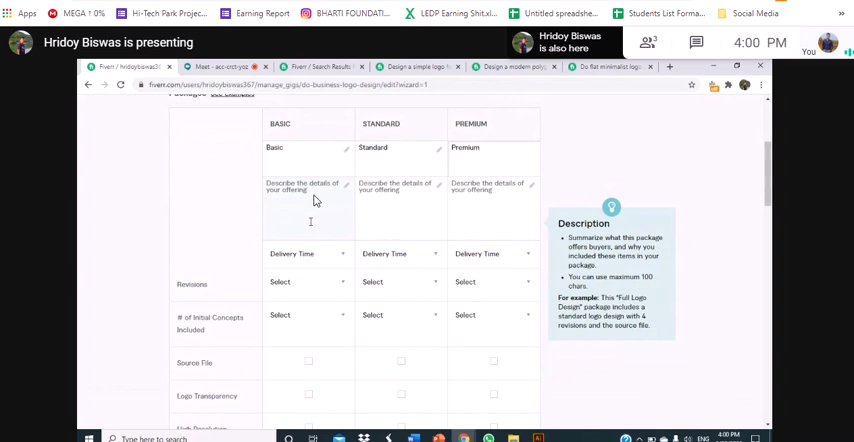 Apps
MEGA ↑ 0%
Hi-Tech Park Projec...
Earning Report
BHARTI FOUNDATI...
LEDP Earning Shit.xl...
Untitled spreadshe...
Students List Forma...
Social Media
»
Hridoy Biswas is presenting
Hridoy Biswas
is also here
3
4:00 PM
You
Fiverr / hridoybiswas36
Meet - acc-crct-yoz
Fiverr / Search Results f
Design a simple logo f
Design a modern poly
Do flat minimalist log
fiverr.com/users/hridoybiswas367/manage_gigs/do-business-logo-design/edit?wizard=1
Packages See examples
BASIC
STANDARD
PREMIUM
Basic
Standard
Premium
Describe the details of
your offering
Describe the details of
your offering
Describe the details of
your offering
Delivery Time
Delivery Time
Delivery Time
Revisions
Select
Select
Select
# of Initial Concepts
Included
Select
Select
Select
Source File
Logo Transparency
High Resolution
Description
• Summarize what this package
offers buyers, and why you
included these items in your
package.
• You can use maximum 100
chars.
For example: This "Full Logo
Design" package includes a
standard logo design with 4
revisions and the source file.
Type here to search
ENG
4:00 PM